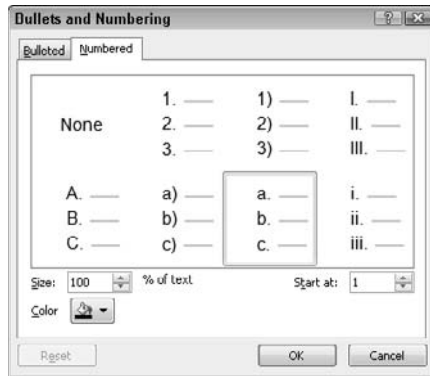 Bullets and Numbering
Bulleted Numbered
None
1.
2.
3.
1)
2)
3)
I.
II.
III.
A.
B.
C.
a)
b)
c)
a.
b.
c.
i.
ii.
iii.
Size: 100 % of text Start at: 1
Color
Reset OK Cancel